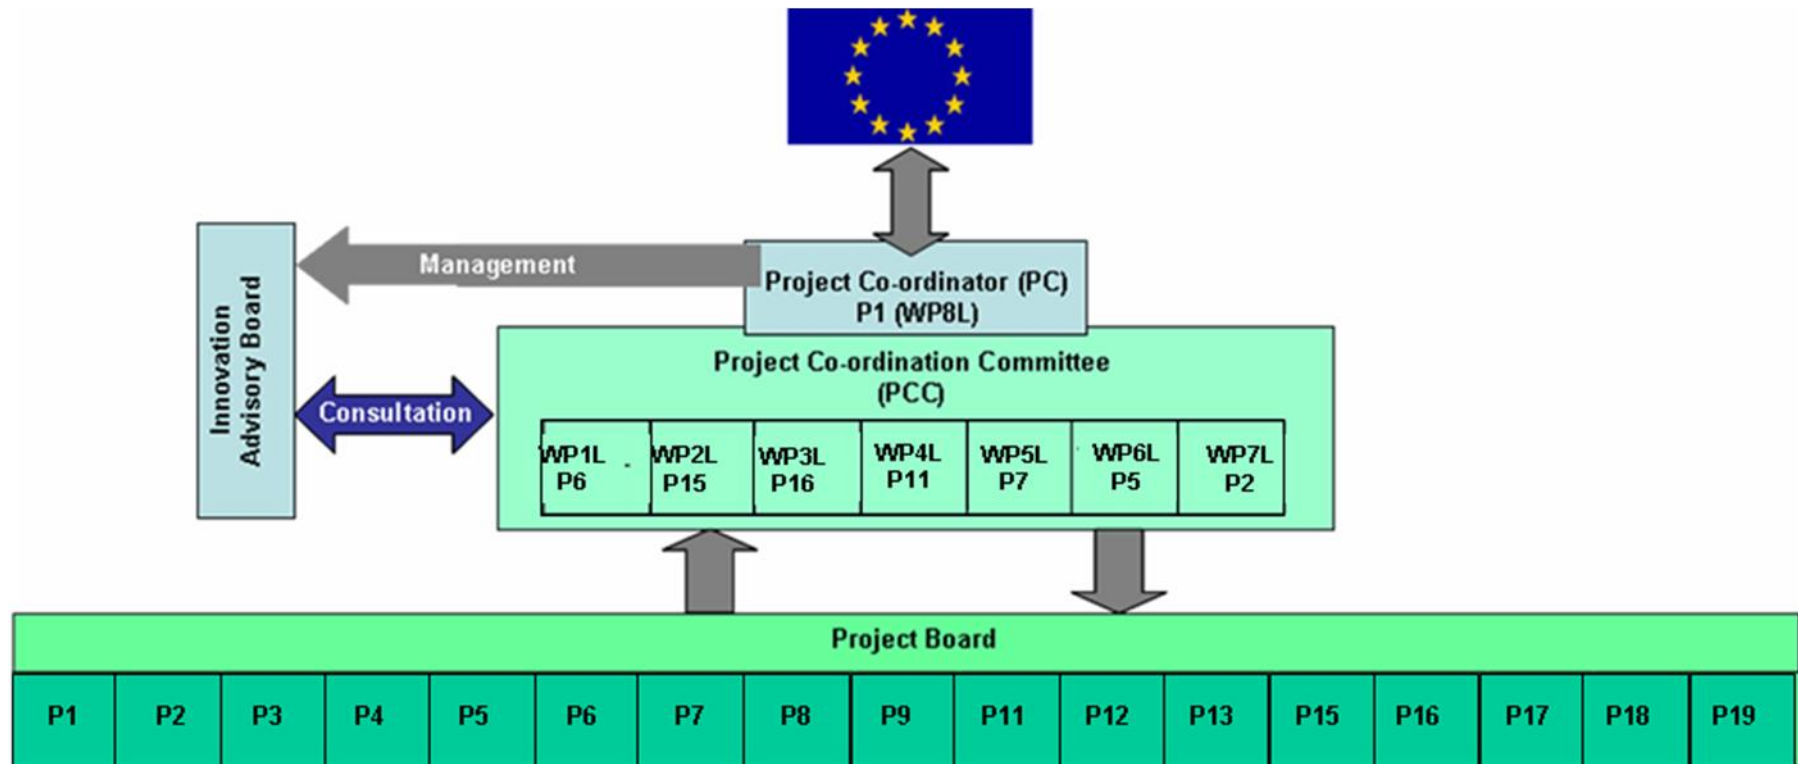 Management
Project Co-ordinator (PC)
P1 (WP8L)
Innovation
Advisory Board
Consultation
Project Co-ordination Committee
(PCC)
WP1L
P6
WP2L
P15
WP3L
P16
WP4L
P11
WP5L
P7
WP6L
P5
WP7L
P2
Project Board
P1 P2 P3 P4 P5 P6 P7 P8 P9 P11 P12 P13 P15 P16 P17 P18 P19